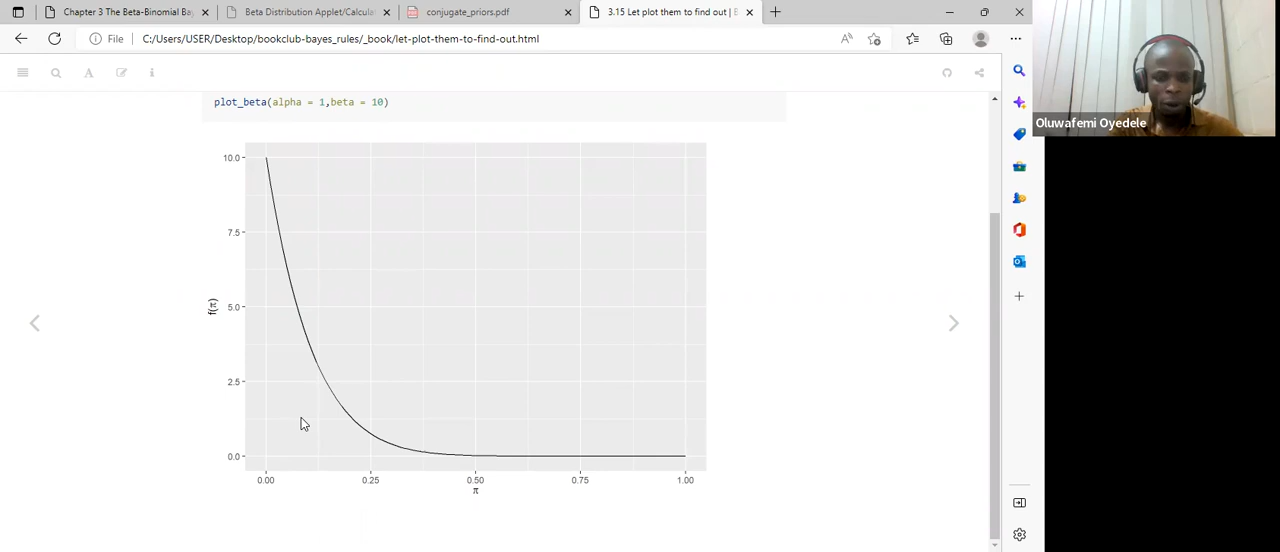 Chapter 3 The Beta-Binomial Bay
Beta Distribution Applet/Calcula
conjugate_priors.pdf
3.15 Let plot them to find out | B
File
C:/Users/USER/Desktop/bookclub-bayes_rules/_book/let-plot-them-to-find-out.html
Oluwafemi Oyedele
plot_beta(alpha = 1,beta = 10)
10.0
7.5
5.0
2.5
0.0
f(π)
0.00 0.25 0.50 0.75 1.00
π